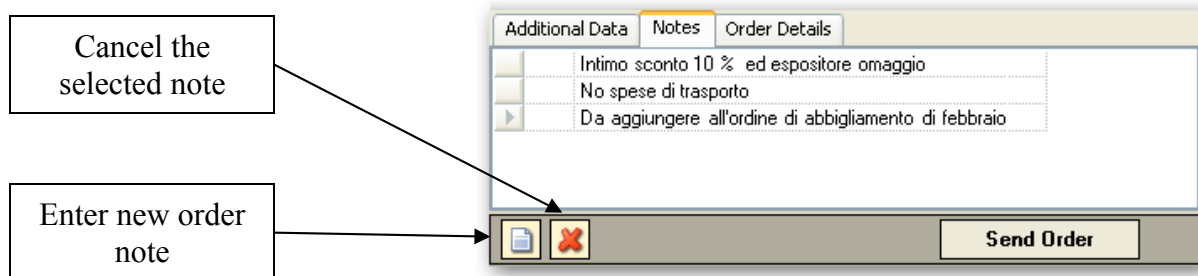 Cancel the
selected note
Additional Data Notes Order Details
Intimo sconto 10 % ed espositore omaggio
No spese di trasporto
Da aggiungere all'ordine di abbigliamento di febbraio
Enter new order
note
Send Order